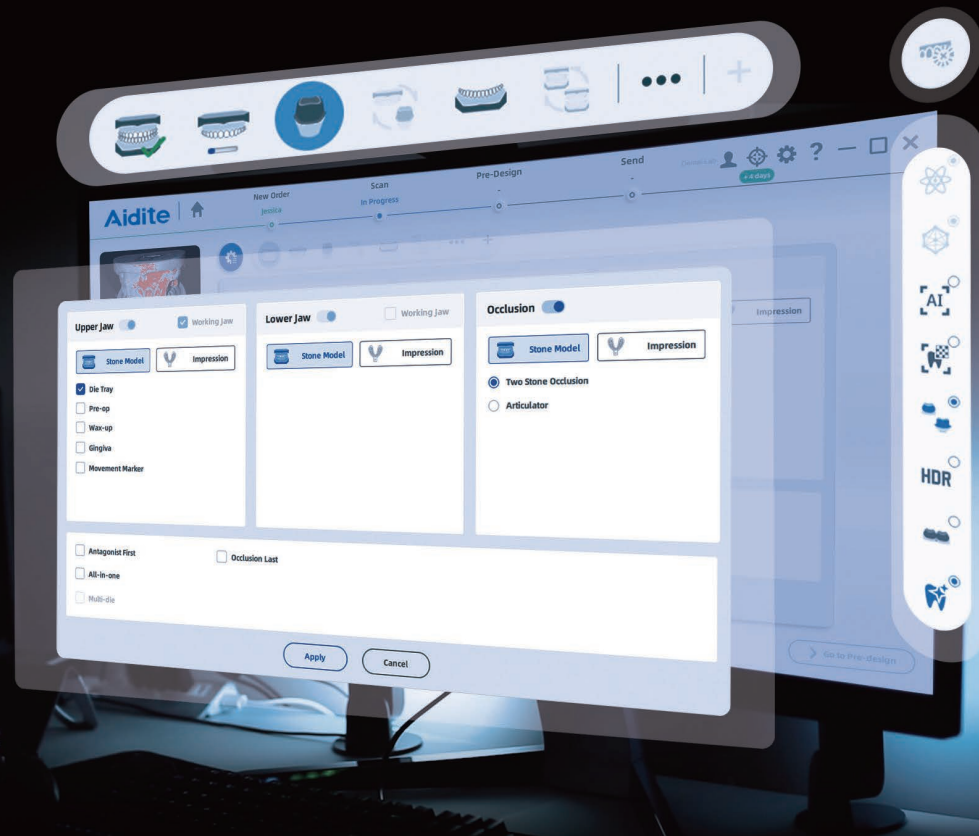 New Order
Scan
Pre-Design
Send
Aidite
Jessica
In Progress
-
-
?
+4 days
AI
HDR
Impression
Upper Jaw
Working Jaw
Stone Model
Impression
Die Tray
Pre-op
Wax-up
Gingiva
Movement Marker
Lower Jaw
Working Jaw
Stone Model
Impression
Occlusion
Stone Model
Impression
Two Stone Occlusion
Articulator
Antagonist First
Occlusion Last
All-in-one
Multi-die
Apply
Cancel
Go to Pre-design